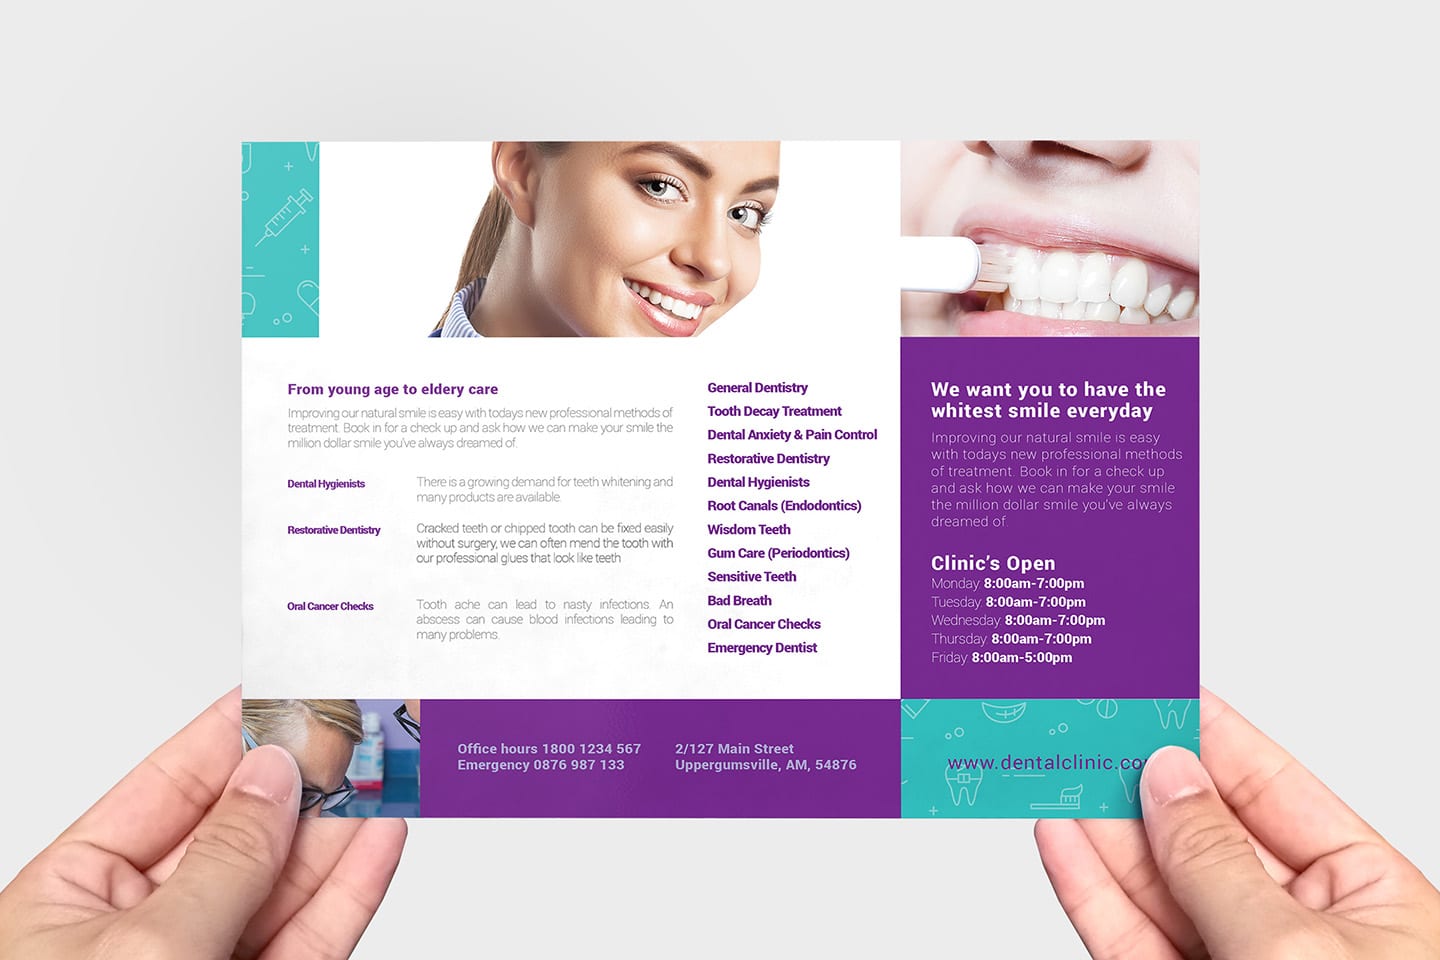 From young age to eldery care
Improving our natural smile is easy with todays new professional methods of
treatment. Book in for a check up and ask how we can make your smile the
million dollar smile you've always dreamed of.
Dental Hygienists
There is a growing demand for teeth whitening and
many products are available.
Restorative Dentistry
Cracked teeth or chipped tooth can be fixed easily
without surgery, we can often mend the tooth with
our professional glues that look like teeth
Oral Cancer Checks
Tooth ache can lead to nasty infections. An
abscess can cause blood infections leading to
many problems.
General Dentistry
Tooth Decay Treatment
Dental Anxiety & Pain Control
Restorative Dentistry
Dental Hygienists
Root Canals (Endodontics)
Wisdom Teeth
Gum Care (Periodontics)
Sensitive Teeth
Bad Breath
Oral Cancer Checks
Emergency Dentist
We want you to have the
whitest smile everyday
Improving our natural smile is easy
with todays new professional methods
of treatment. Book in for a check up
and ask how we can make your smile
the million dollar smile you've always
dreamed of.
Clinic's Open
Monday 8:00am-7:00pm
Tuesday 8:00am-7:00pm
Wednesday 8:00am-7:00pm
Thursday 8:00am-7:00pm
Friday 8:00am-5:00pm
Office hours 1800 1234 567
Emergency 0876 987 133
2/127 Main Street
Uppergumsville, AM, 54876
www.dentalclinic.co